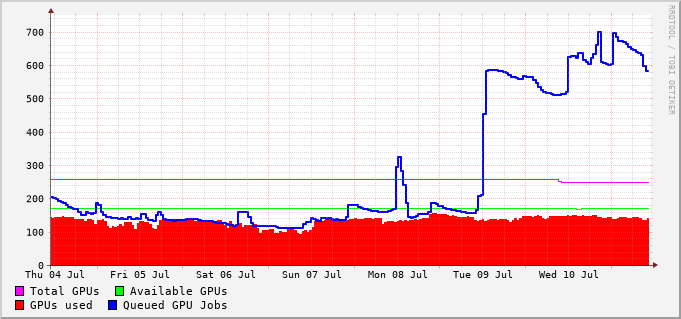 700
600
500
400
300
200
100
0
Thu 04 Jul Fri 05 Jul Sat 06 Jul Sun 07 Jul Mon 08 Jul Tue 09 Jul Wed 10 Jul
Total GPUs Available GPUs
GPUs used Queued GPU Jobs
RRDTOOL / TOBI OETIKER